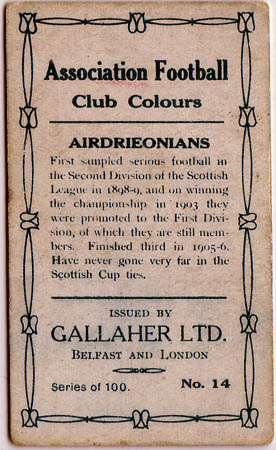 Association Football
Club Colours
AIRDRIEONIANS
First sampled serious football in
the Second Division of the Scottish
League in 1898-9, and on winning
the championship in 1903 they
were promoted to the First Divi-
sion, of which they are still mem-
bers. Finished third in 1905-6.
Have never gone very far in the
Scottish Cup ties.
ISSUED BY
GALLAHER LTD.
BELFAST AND LONDON
Series of 100. No. 14